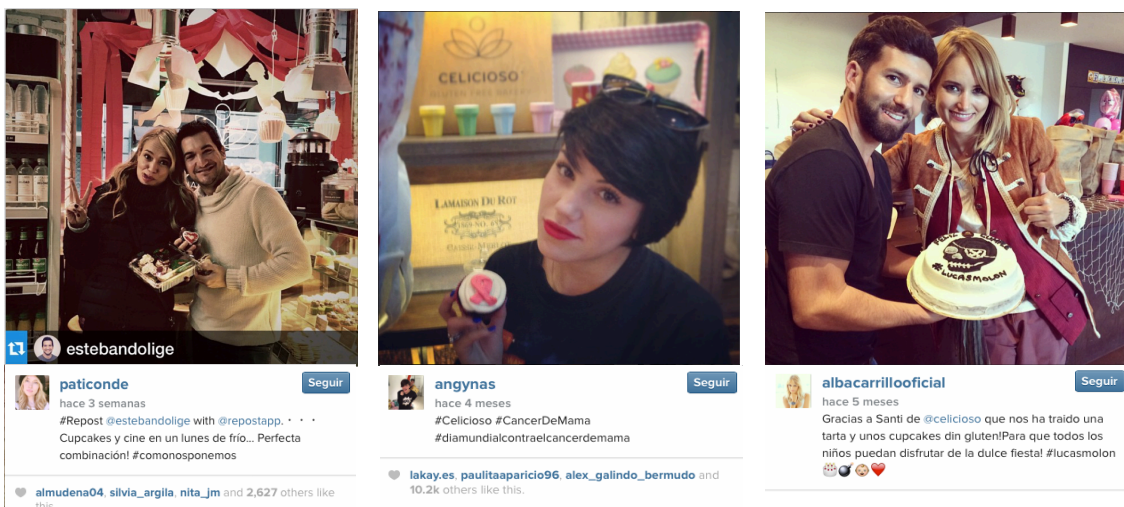 estebandolige
paticonde
Seguir
hace 3 semanas
#Repost @estebandolige with @repostapp. · · ·
Cupcakes y cine en un lunes de frío... Perfecta
combinación! #comonosponemos
almudena04, silvia_argila, nita_jm and 2,627 others like
this.
CELICIOSO
GLUTEN FREE BAKERY
LAMAISON DU ROT
angynas
Seguir
hace 4 meses
#Celicioso #CancerDeMama
#diamundialcontraelcancerdemama
lakay.es, paulitaaparicio96, alex_galindo_bermudo and
10.2k others like this.
#LUCASMOLON
albacarrillooficial
Seguir
hace 5 meses
Gracias a Santi de @celicioso que nos ha traido una
tarta y unos cupcakes din gluten!Para que todos los
niños puedan disfrutar de la dulce fiesta! #lucasmolon
🎂💣🐵❤️